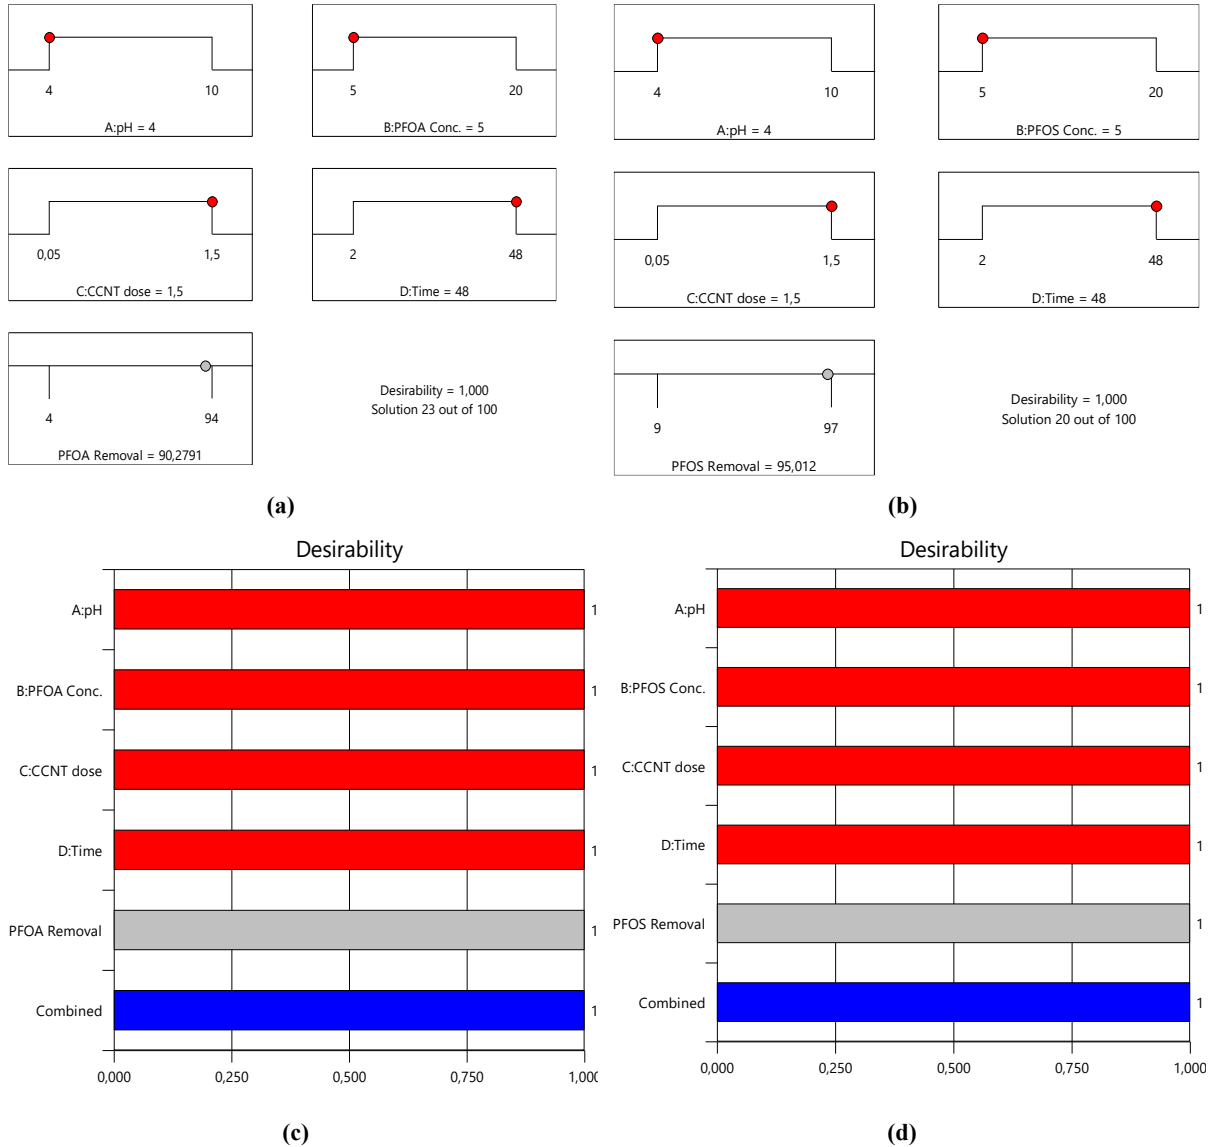 4 10
A:pH = 4
5 20
B:PFOA Conc. = 5
0,05 1,5
C:CCNT dose = 1,5
2 48
D:Time = 48
4 94
PFOA Removal = 90,2791
Desirability = 1,000
Solution 23 out of 100
(a)
4 10
A:pH = 4
5 20
B:PFOS Conc. = 5
0,05 1,5
C:CCNT dose = 1,5
2 48
D:Time = 48
9 97
PFOS Removal = 95,012
Desirability = 1,000
Solution 20 out of 100
(b)
Desirability
A:pH 1
B:PFOA Conc. 1
C:CCNT dose 1
D:Time 1
PFOA Removal 1
Combined 1
0,000 0,250 0,500 0,750 1,000
(c)
Desirability
A:pH 1
B:PFOS Conc. 1
C:CCNT dose 1
D:Time 1
PFOS Removal 1
Combined 1
0,000 0,250 0,500 0,750 1,000
(d)